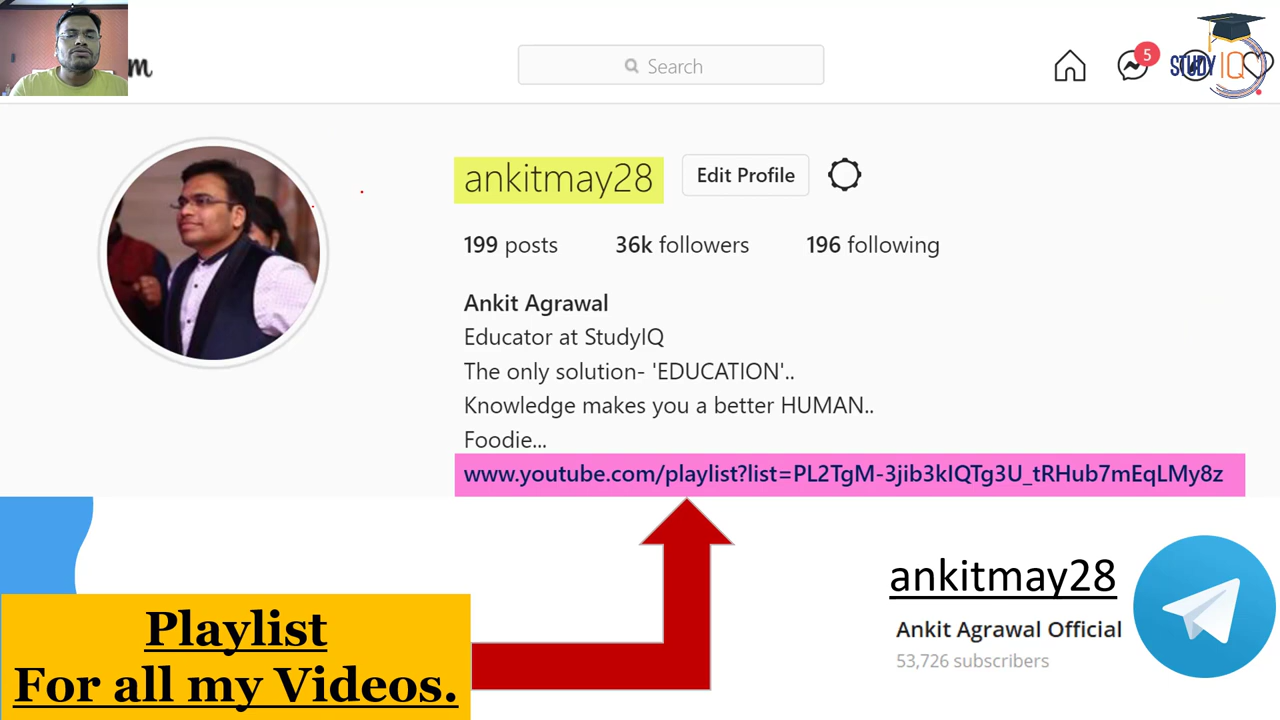 m
Search
5
STUDY IQ
ankitmay28
Edit Profile
199 posts 36k followers 196 following
Ankit Agrawal
Educator at StudyIQ
The only solution- 'EDUCATION'..
Knowledge makes you a better HUMAN..
Foodie...
www.youtube.com/playlist?list=PL2TgM-3jib3kIQTg3U_tRHub7mEqLMy8z
Playlist
For all my Videos.
ankitmay28
Ankit Agrawal Official
53,726 subscribers